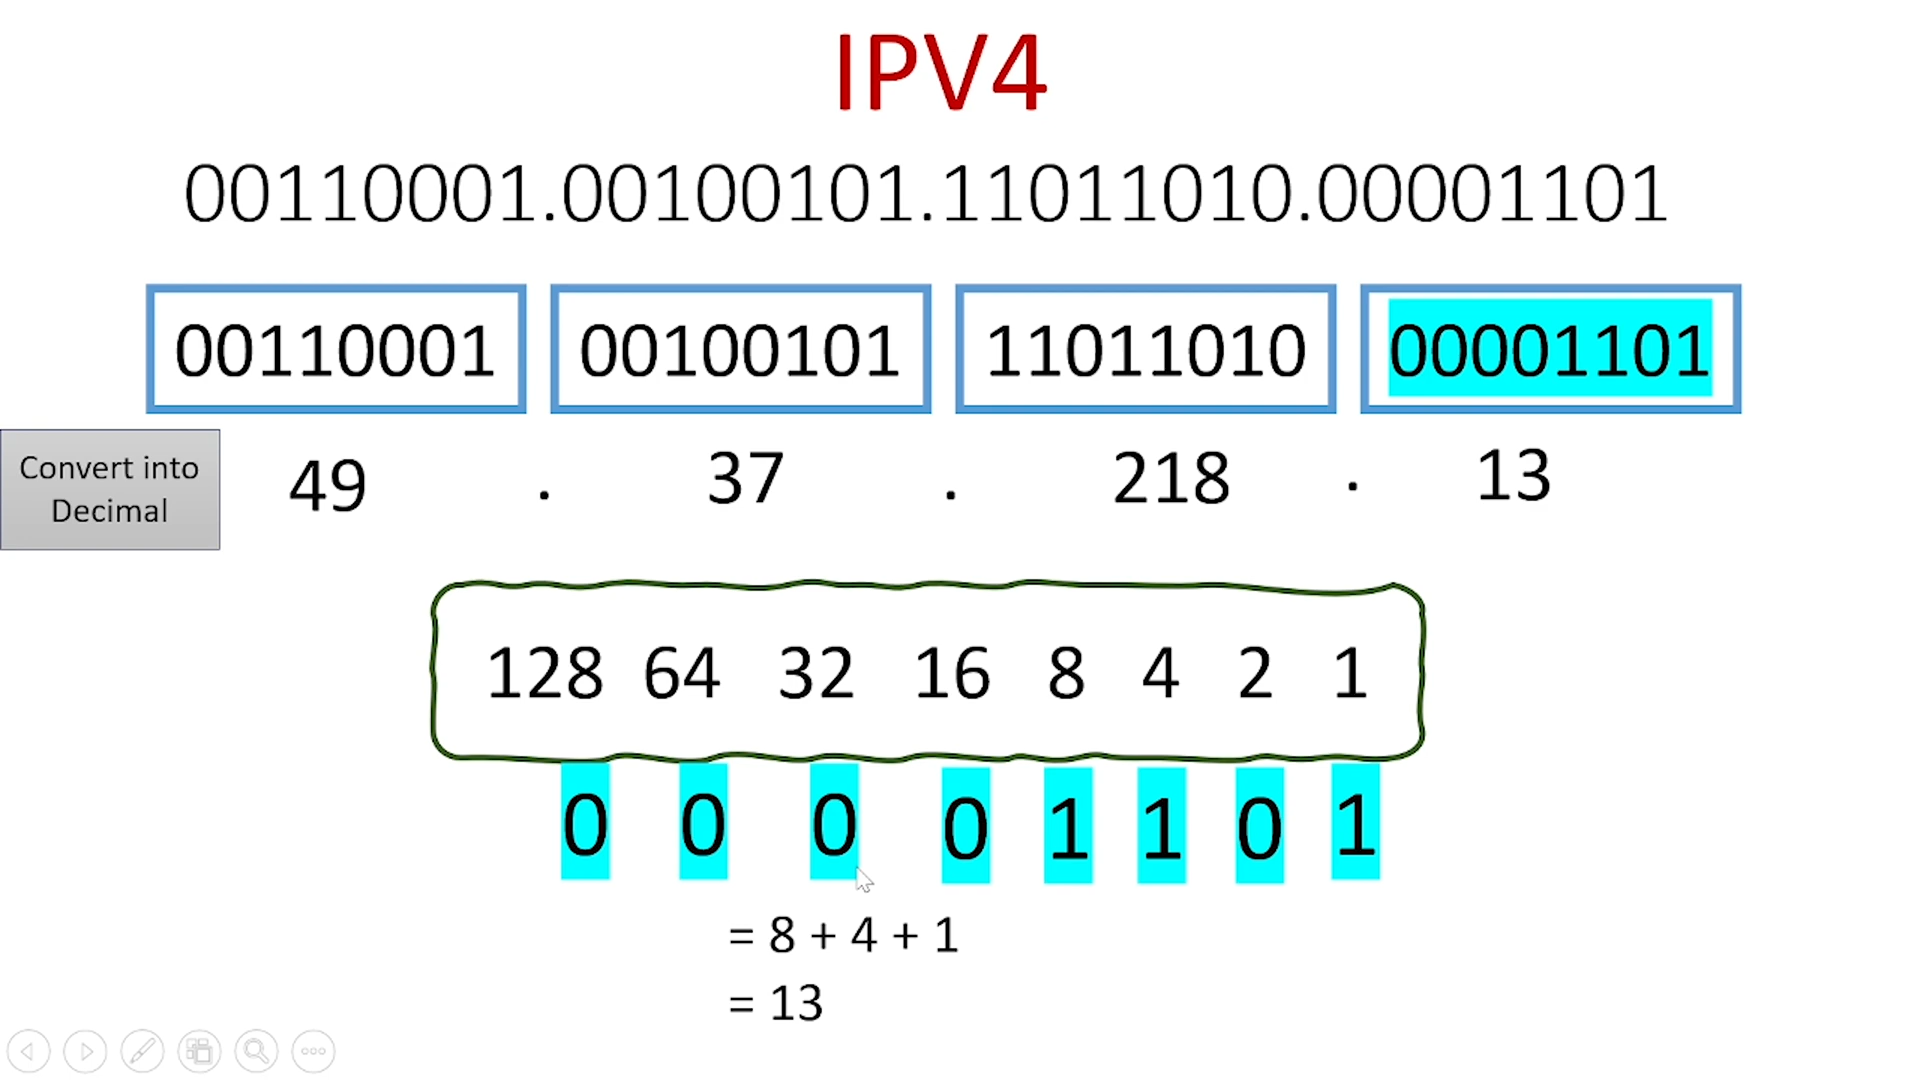 IPV4
00110001.00100101.11011010.00001101
00110001 00100101 11011010 00001101
Convert into
Decimal
49 . 37 . 218 . 13
128 64 32 16 8 4 2 1
0 0 0 0 1 1 0 1
= 8 + 4 + 1
= 13